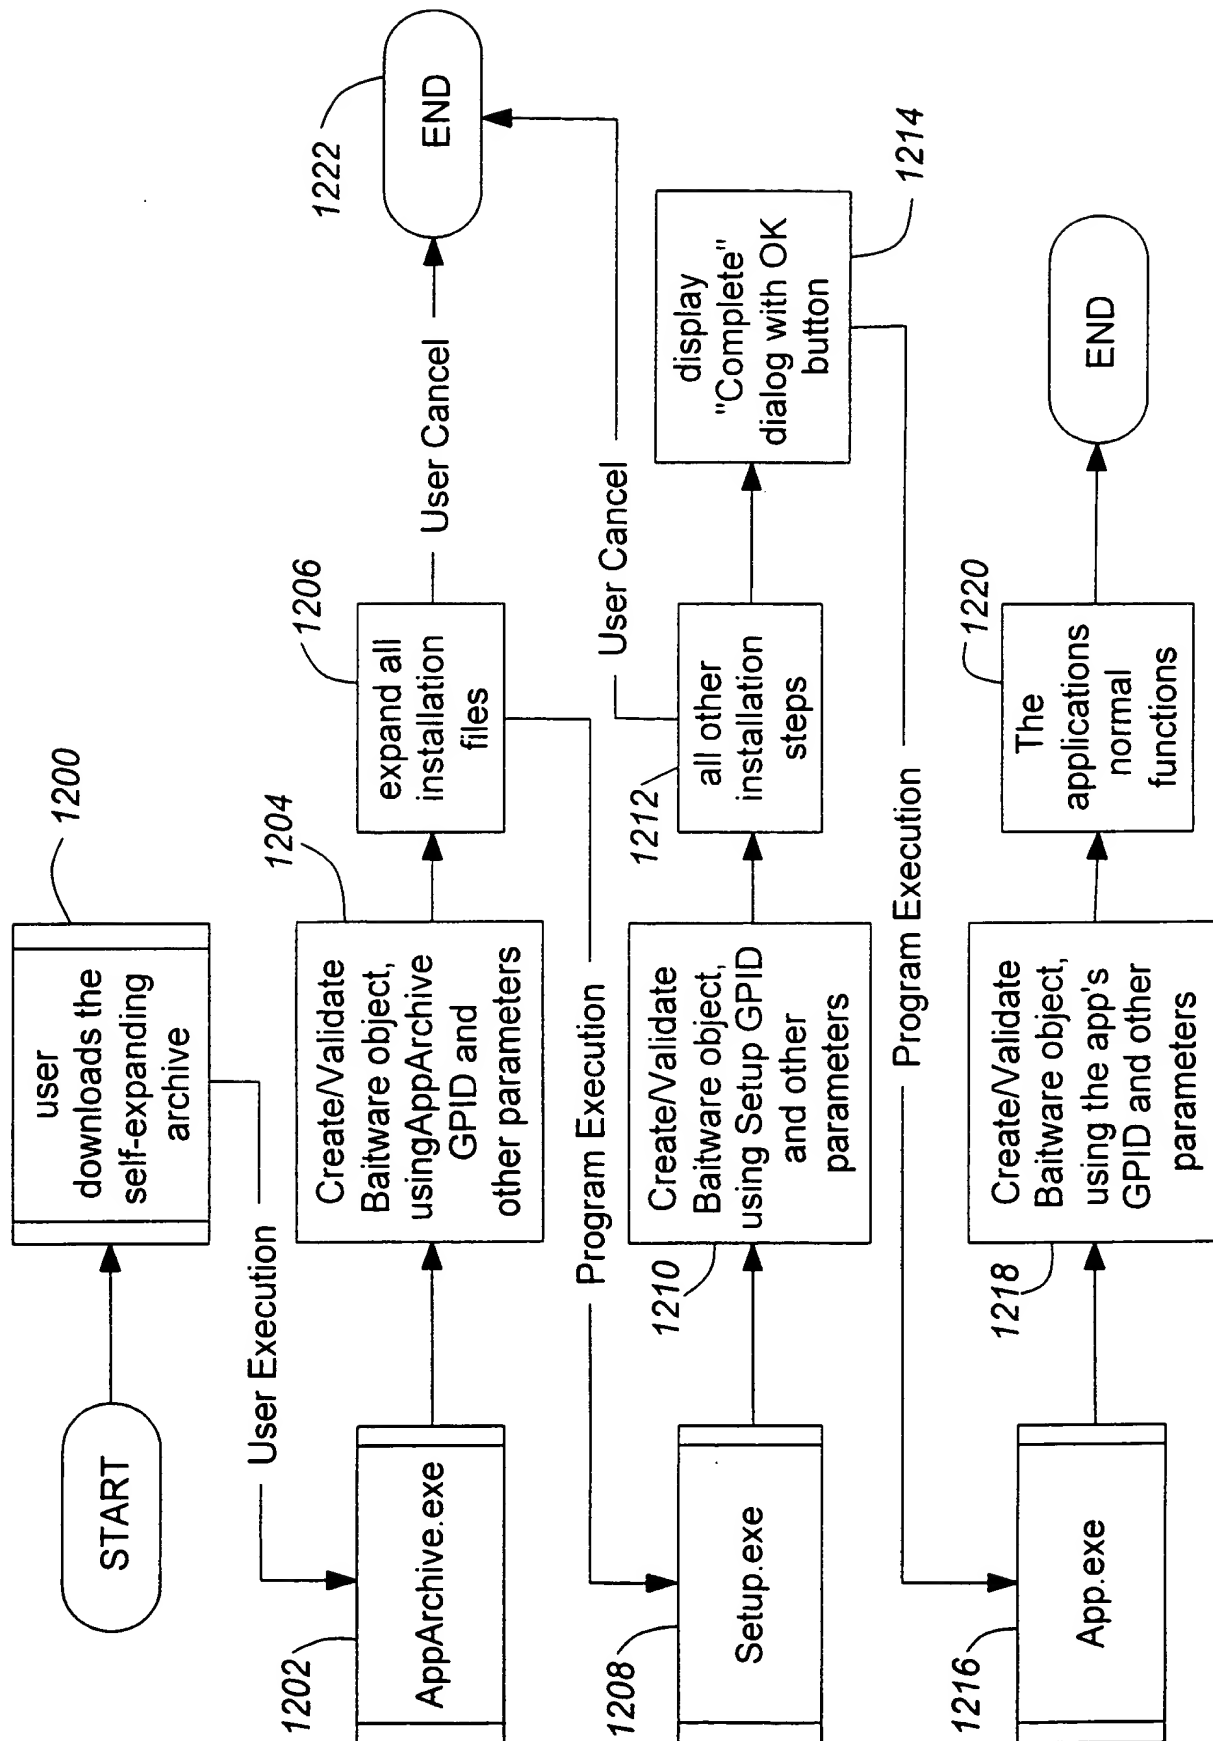 START
user
downloads the
self-expanding
archive
1200
User Execution
1202
AppArchive.exe
Create/Validate
Baitware object,
usingAppArchive
GPID and
other parameters
1204
expand all
installation
files
1206
User Cancel
END
1222
Program Execution
1208
Setup.exe
Create/Validate
Baitware object,
using Setup GPID
and other
parameters
1210
all other
installation
steps
1212
User Cancel
display
"Complete"
dialog with OK
button
1214
Program Execution
1216
App.exe
Create/Validate
Baitware object,
using the app's
GPID and other
parameters
1218
The
applications
normal
functions
1220
END